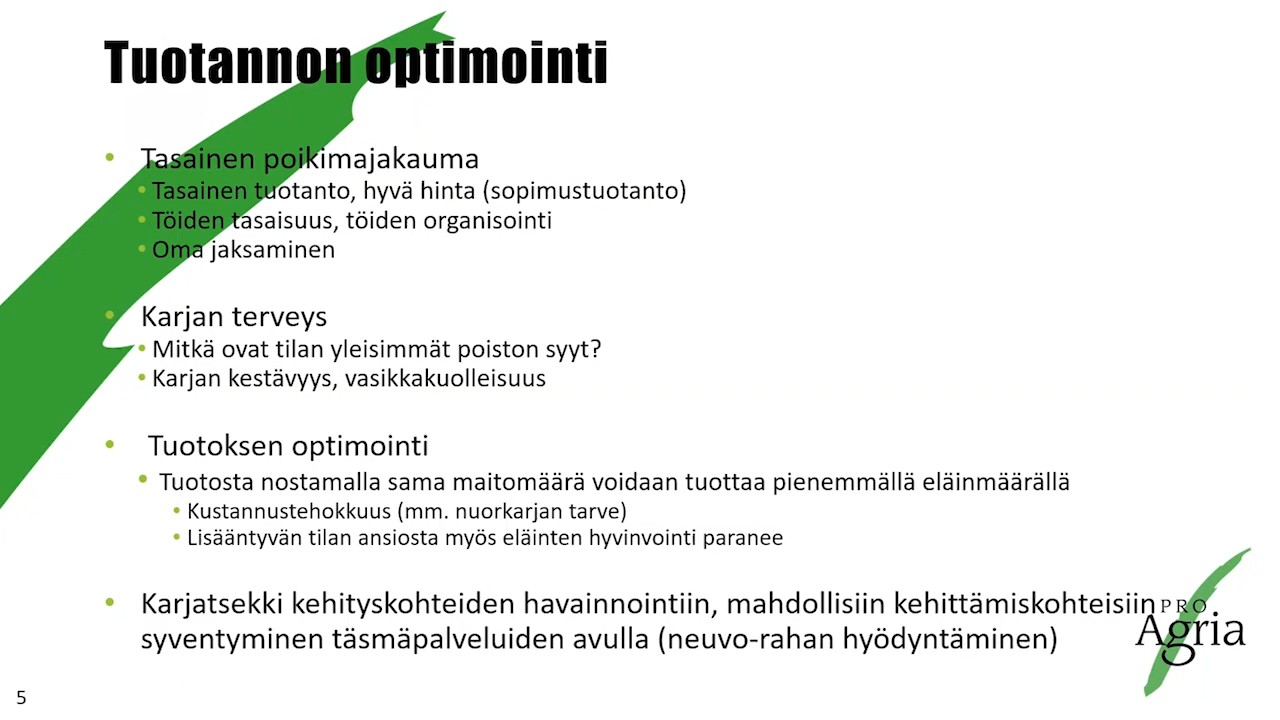 Tuotannon optimointi
• Tasainen poikimajakauma
• Tasainen tuotanto, hyvä hinta (sopimustuotanto)
• Töiden tasaisuus, töiden organisointi
• Oma jaksaminen
• Karjan terveys
• Mitkä ovat tilan yleisimmät poiston syyt?
• Karjan kestävyys, vasikkakuolleisuus
• Tuotoksen optimointi
• Tuotosta nostamalla sama maitomäärä voidaan tuottaa pienemmällä eläinmäärällä
• Kustannustehokkuus (mm. nuorkarjan tarve)
• Lisääntyvän tilan ansiosta myös eläinten hyvinvointi paranee
• Karjatsekki kehityskohteiden havainnointiin, mahdollisiin kehittämiskohteisiin
syventyminen täsmäpalveluiden avulla (neuvo-rahan hyödyntäminen)
PRO
Agria
5